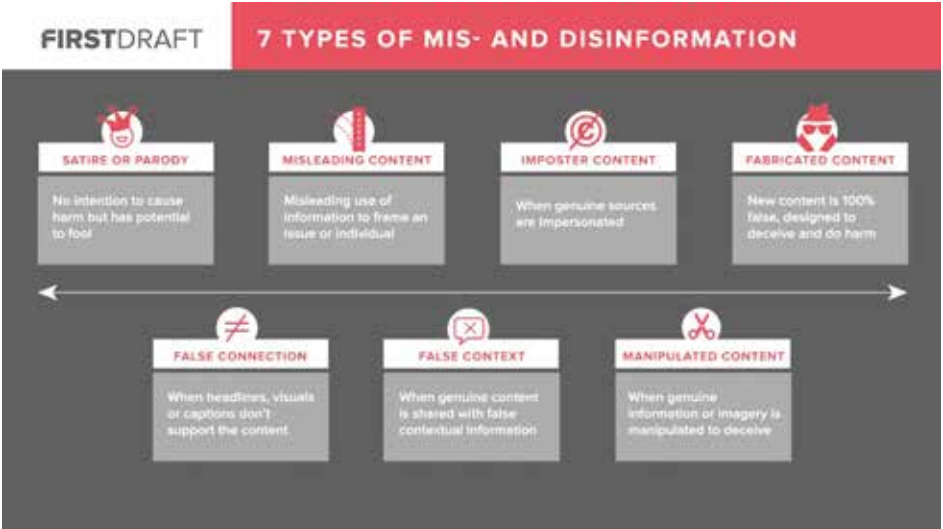 FIRSTDRAFT
7 TYPES OF MIS- AND DISINFORMATION
SATIRE OR PARODY
No intention to cause
harm but has potential
to fool
MISLEADING CONTENT
Misleading use of
information to frame an
issue or individual
IMPOSTER CONTENT
When genuine sources
are impersonated
FABRICATED CONTENT
New content is 100%
false, designed to
deceive and do harm
FALSE CONNECTION
When headlines, visuals
or captions don't
support the content
FALSE CONTEXT
When genuine content
is shared with false
contextual information
MANIPULATED CONTENT
When genuine
information or imagery is
manipulated to deceive